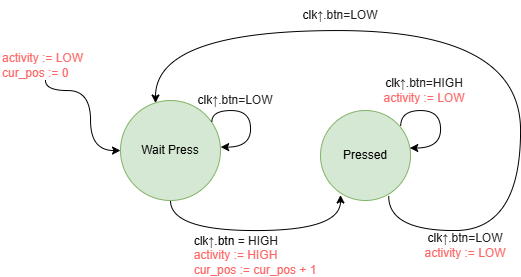 clk↑.btn=LOW
activity := LOW
cur_pos := 0
clk↑.btn=LOW
clk↑.btn=HIGH
activity := LOW
Wait Press
Pressed
clk↑.btn = HIGH
activity := HIGH
cur_pos := cur_pos + 1
clk↑.btn=LOW
activity := LOW